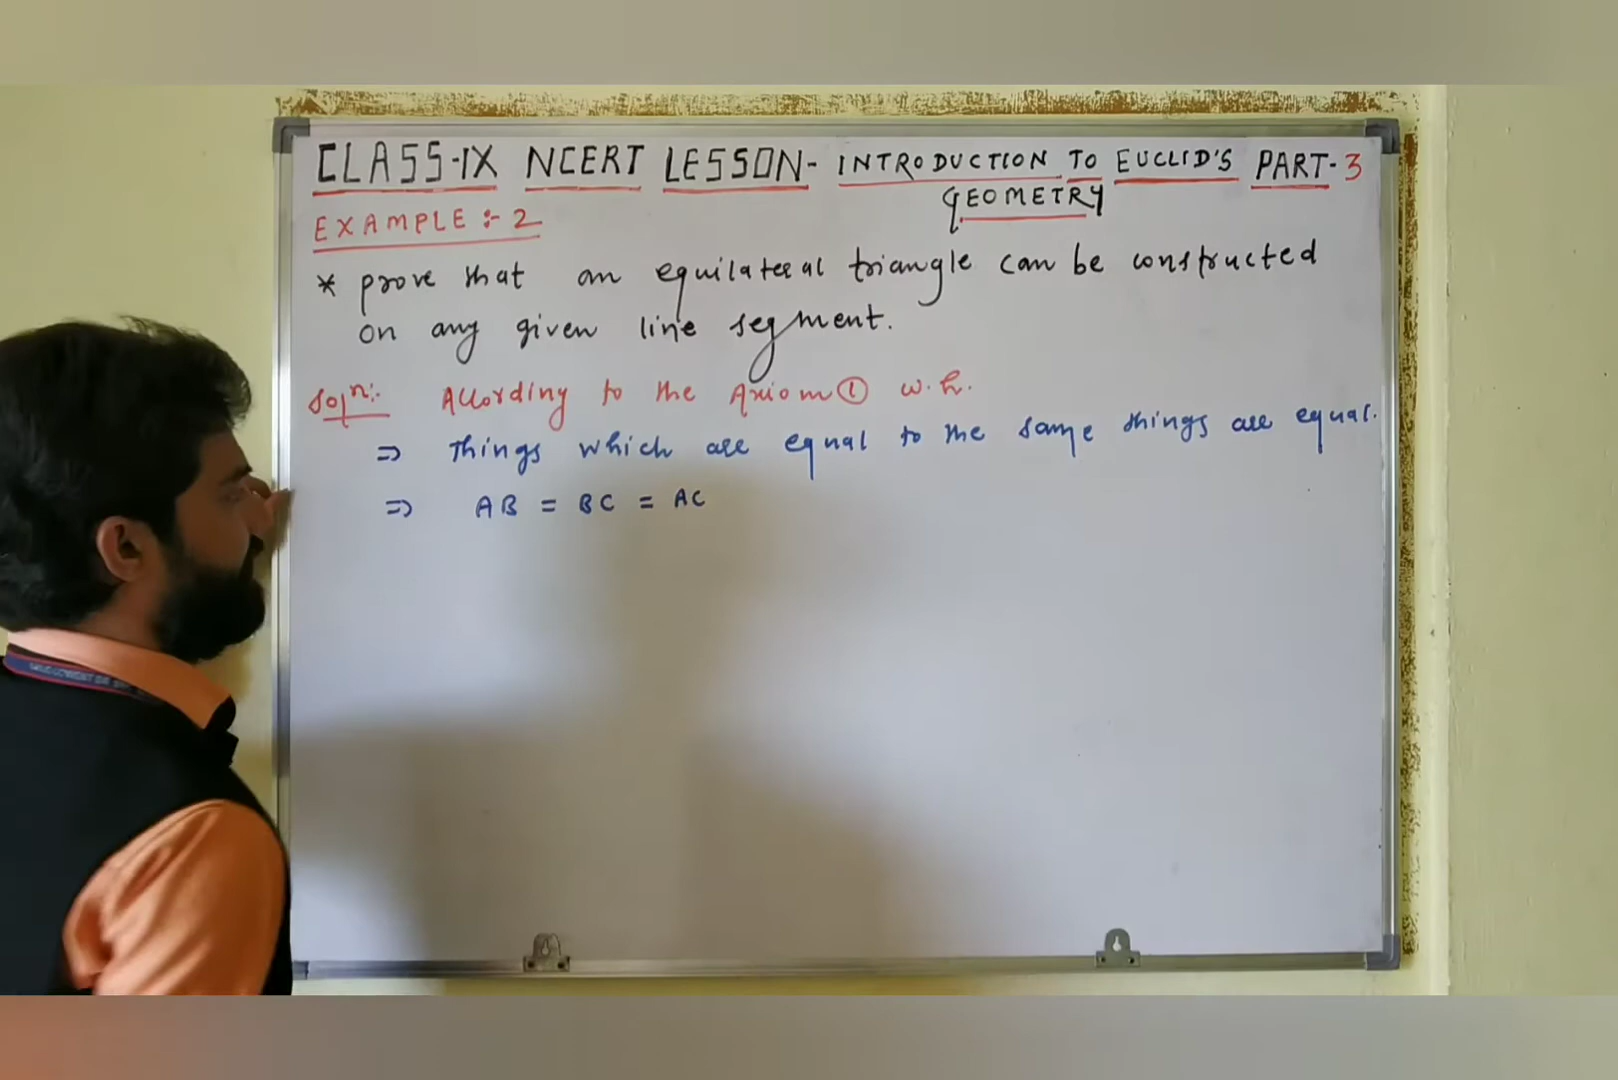 CLASS-IX NCERT LESSON- INTRODUCTION TO EUCLID'S PART-3
GEOMETRY
EXAMPLE :- 2
* prove that an equilateral triangle can be constructed
on any given line segment.
Solⁿ:- According to the Axiom ① w.h.
⇒ Things which are equal to the same things are equal.
⇒ AB = BC = AC